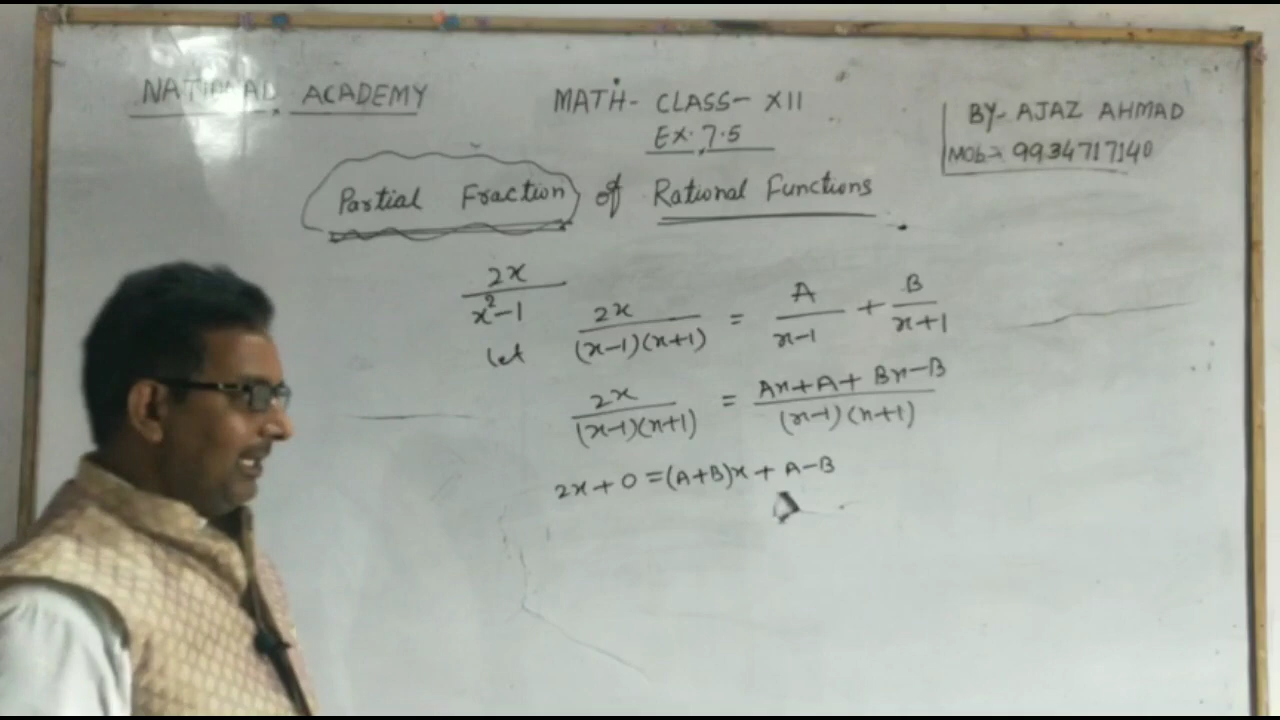 NATIONAL ACADEMY
MATH- CLASS- XII
EX. 7.5
BY- AJAZ AHMAD
MOb- 9934717140
Partial Fraction of Rational Functions
2x / x²-1
Let 2x / (x-1)(x+1) = A / x-1 + B / x+1
2x / (x-1)(x+1) = Ax+A+ Bx-B / (x-1)(x+1)
2x+0=(A+B)x+ A-B